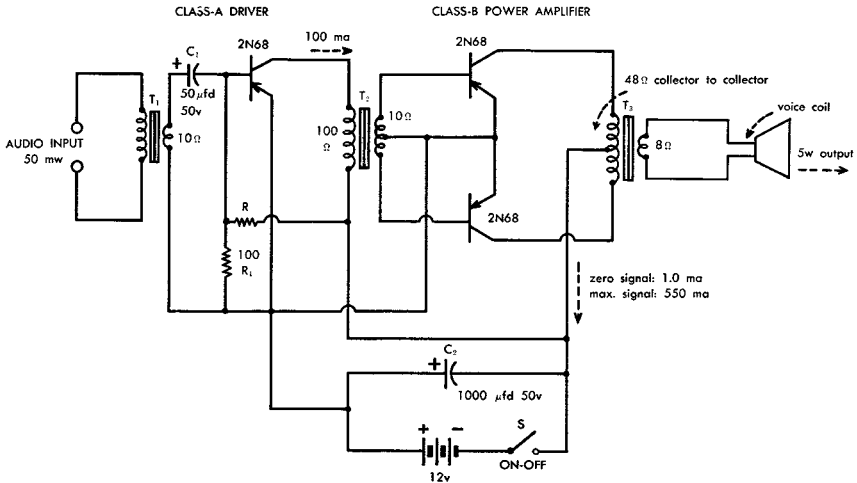 CLASS-A DRIVER
CLASS-B POWER AMPLIFIER
2N68
100 ma
2N68
C₁
+
50 μfd
50v
T₁
10Ω
AUDIO INPUT
50 mw
T₂
100
Ω
10Ω
48Ω collector to collector
T₃
8Ω
voice coil
5w output
R
100
R₁
2N68
zero signal: 1.0 ma
max. signal: 550 ma
C₂
+
1000 μfd 50v
+ −
12v
S
ON-OFF